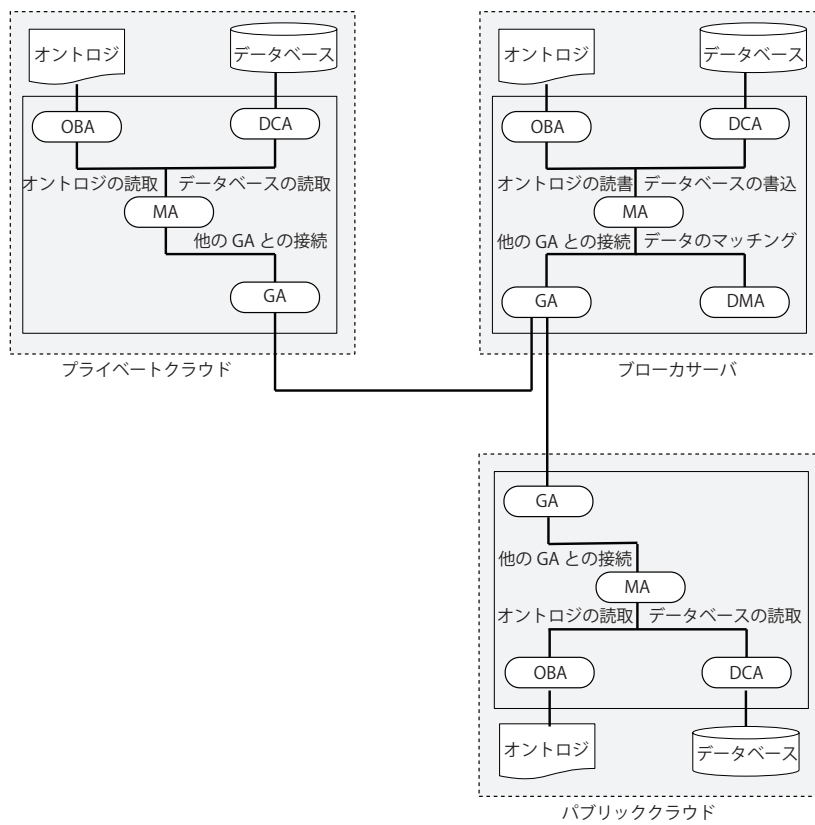 オントロジ
データベース
OBA
DCA
オントロジの読取
データベースの読取
MA
他の GA との接続
GA
プライベートクラウド
オントロジ
データベース
OBA
DCA
オントロジの読書
データベースの書込
MA
他の GA との接続
データのマッチング
GA
DMA
ブローカサーバ
GA
他の GA との接続
MA
オントロジの読取
データベースの読取
OBA
DCA
オントロジ
データベース
パブリッククラウド